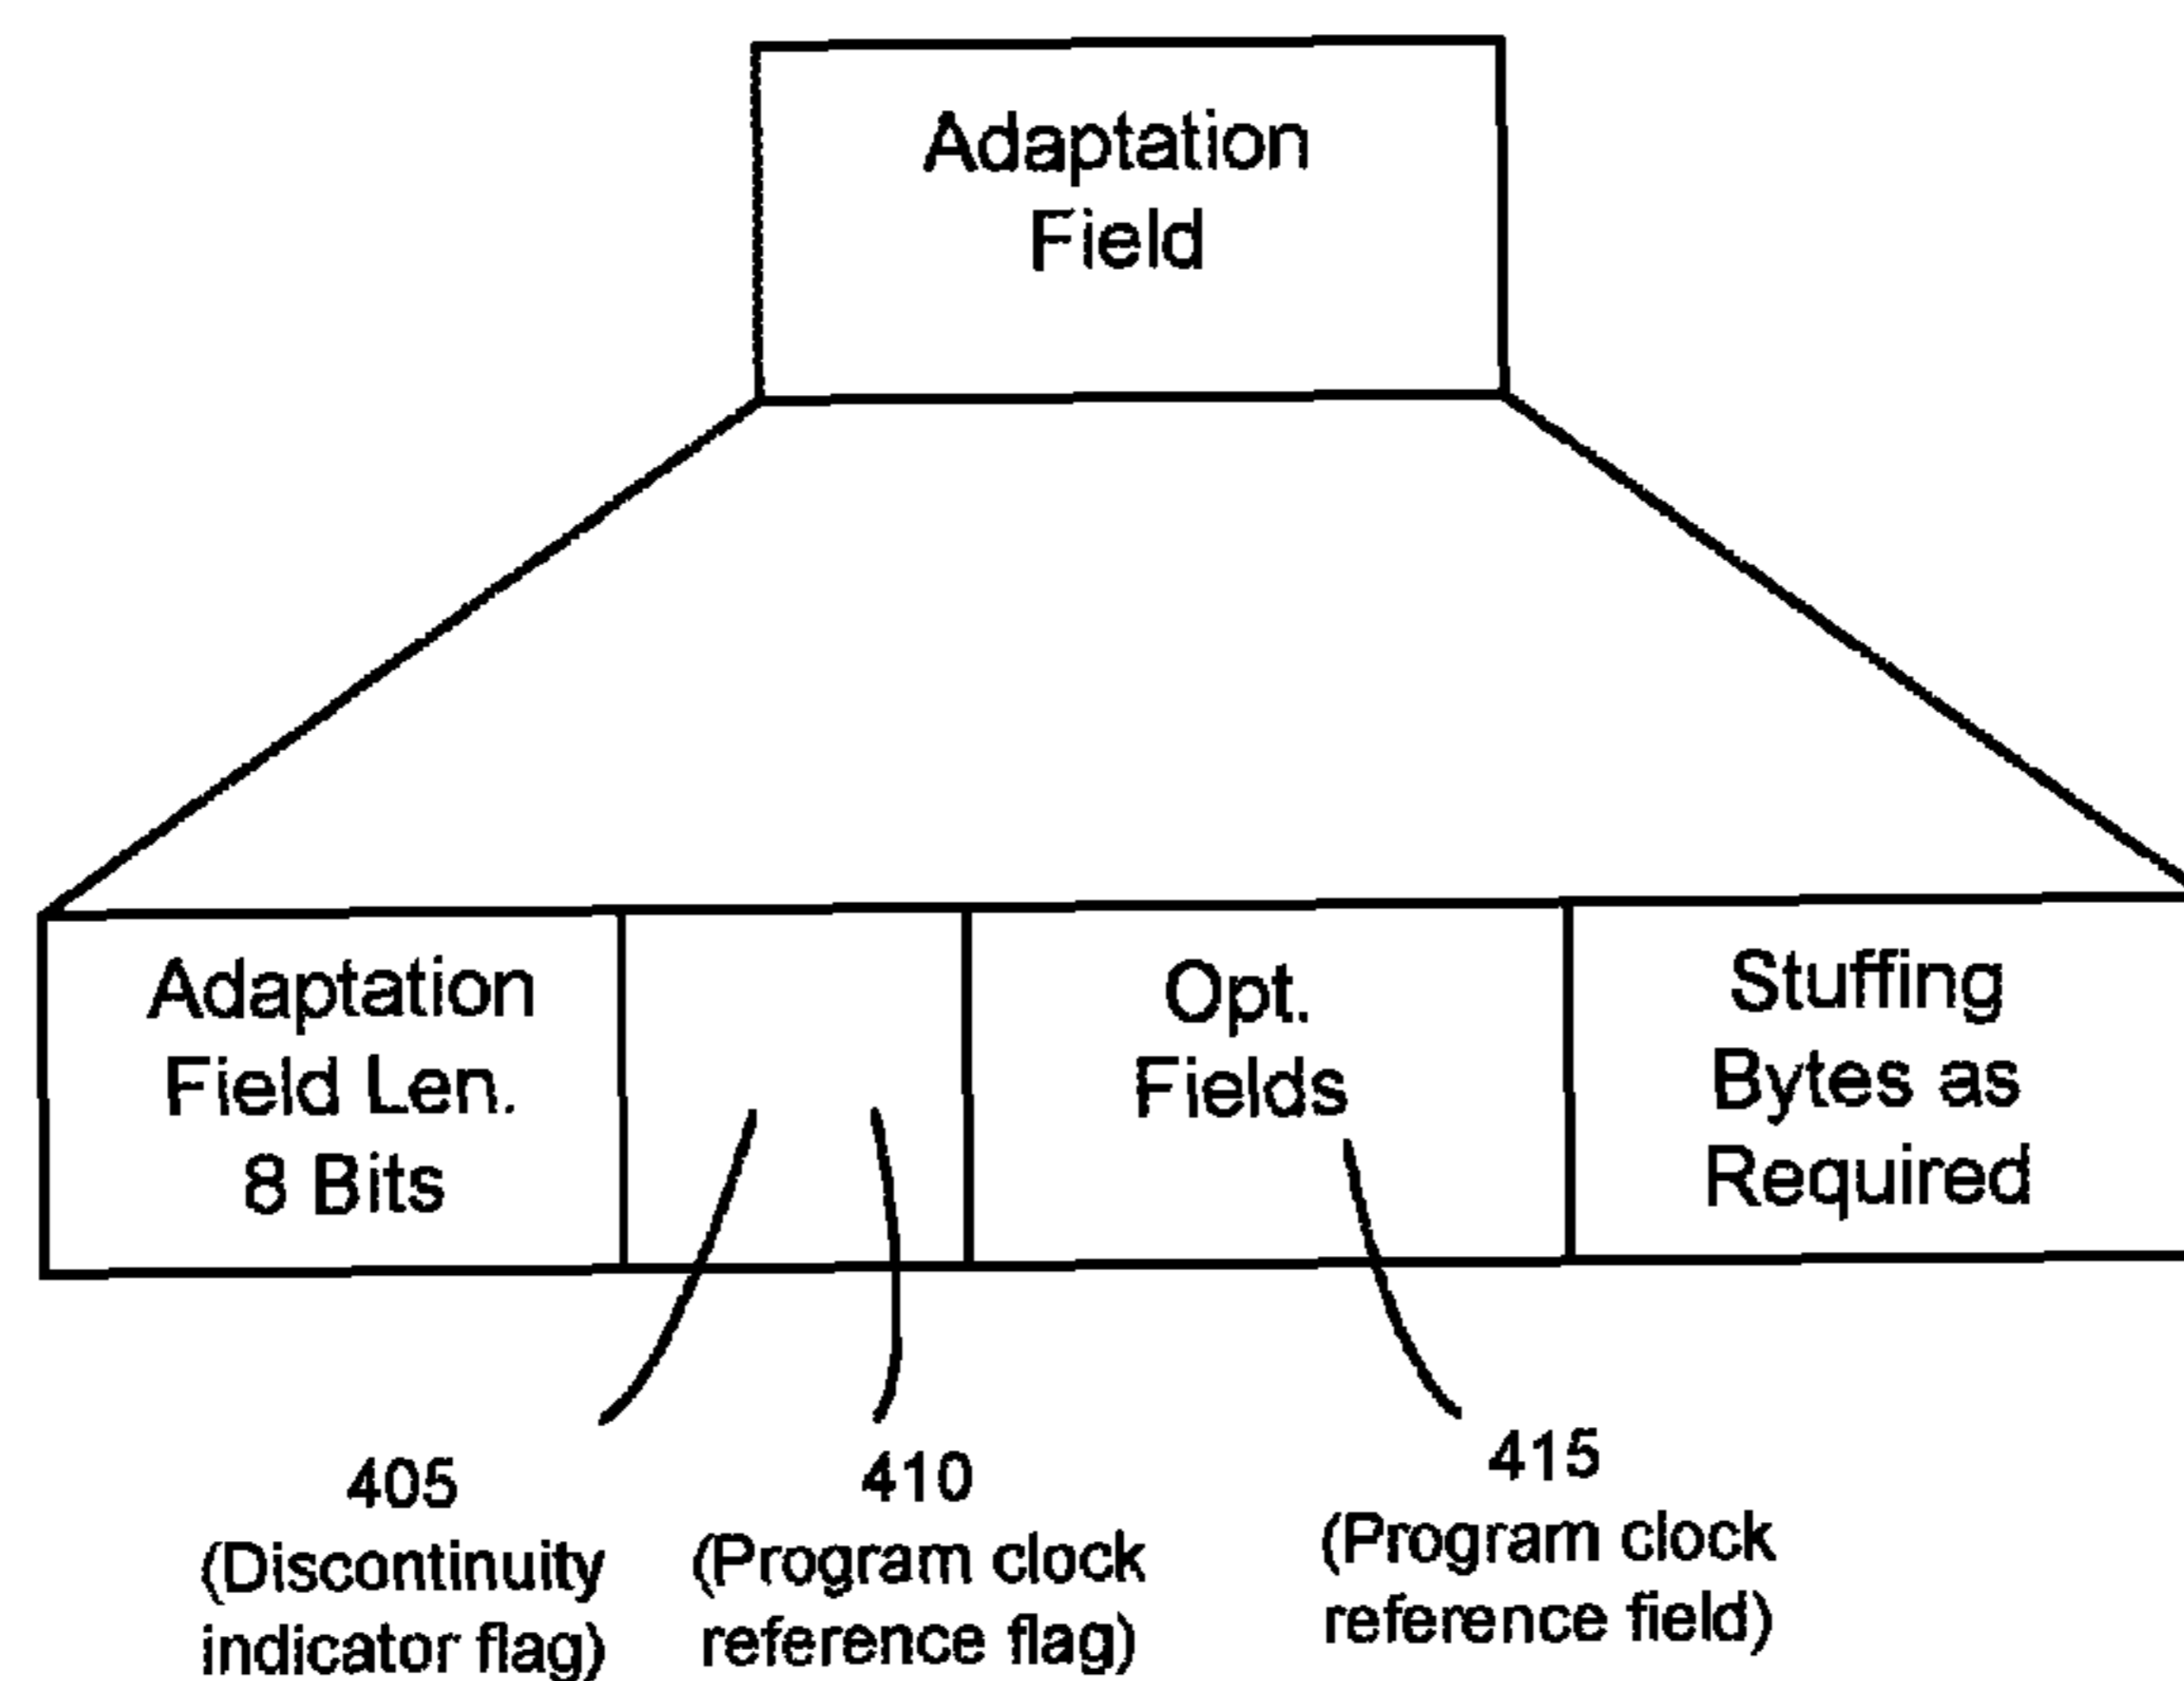 Adaptation
Field
Adaptation
Field Len.
8 Bits
Opt.
Fields
Stuffing
Bytes as
Required
405
(Discontinuity
indicator flag)
410
(Program clock
reference flag)
415
(Program clock
reference field)